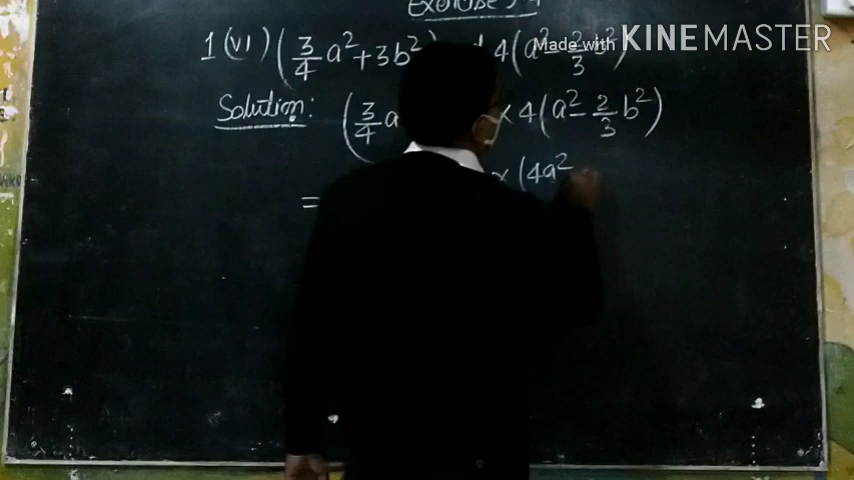 Exercise
1(vi) (3/4 a² + 3b²) 4(a² - 2/3 b²)
Made with KINEMASTER
Solution: (3/4 a × 4(a² - 2/3 b²)
= × (4a²